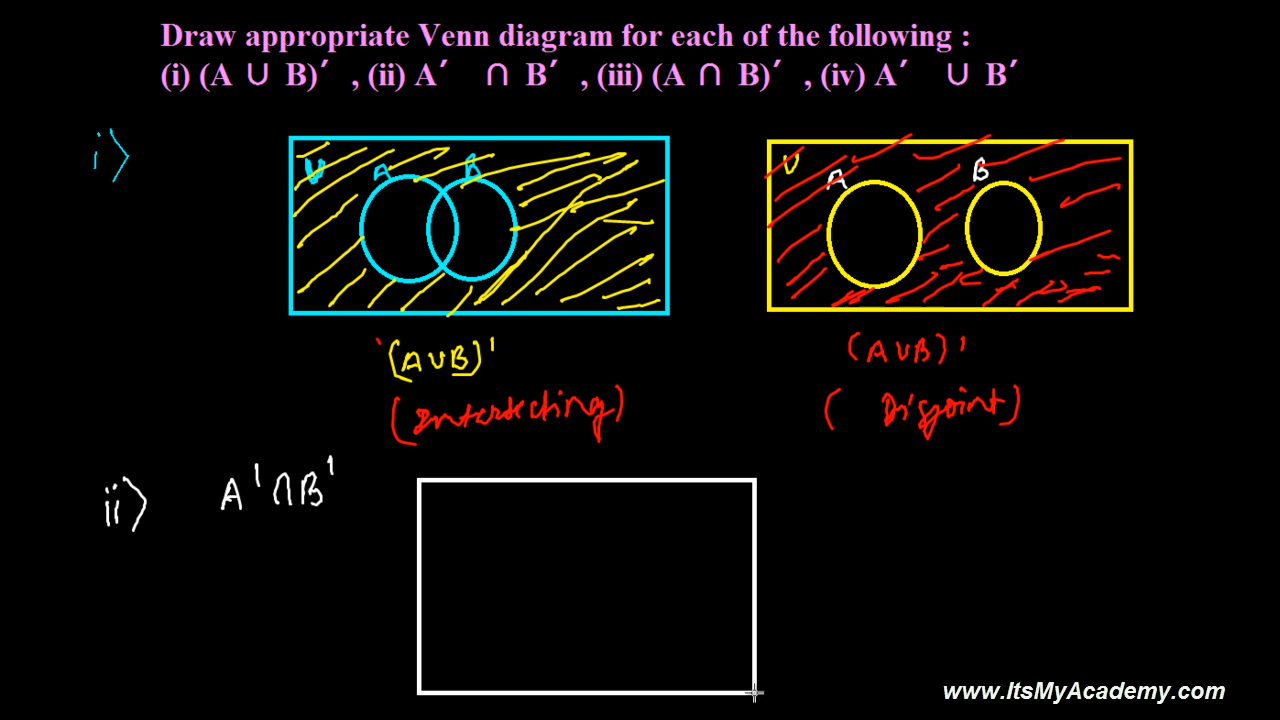 Draw appropriate Venn diagram for each of the following :
(i) (A ∪ B)′ , (ii) A′ ∩ B′ , (iii) (A ∩ B)′ , (iv) A′ ∪ B′
i)
U A B
U A B
(A∪B)'
(A∪B)'
(Intersecting)
(Disjoint)
ii) A'∩B'
www.ItsMyAcademy.com